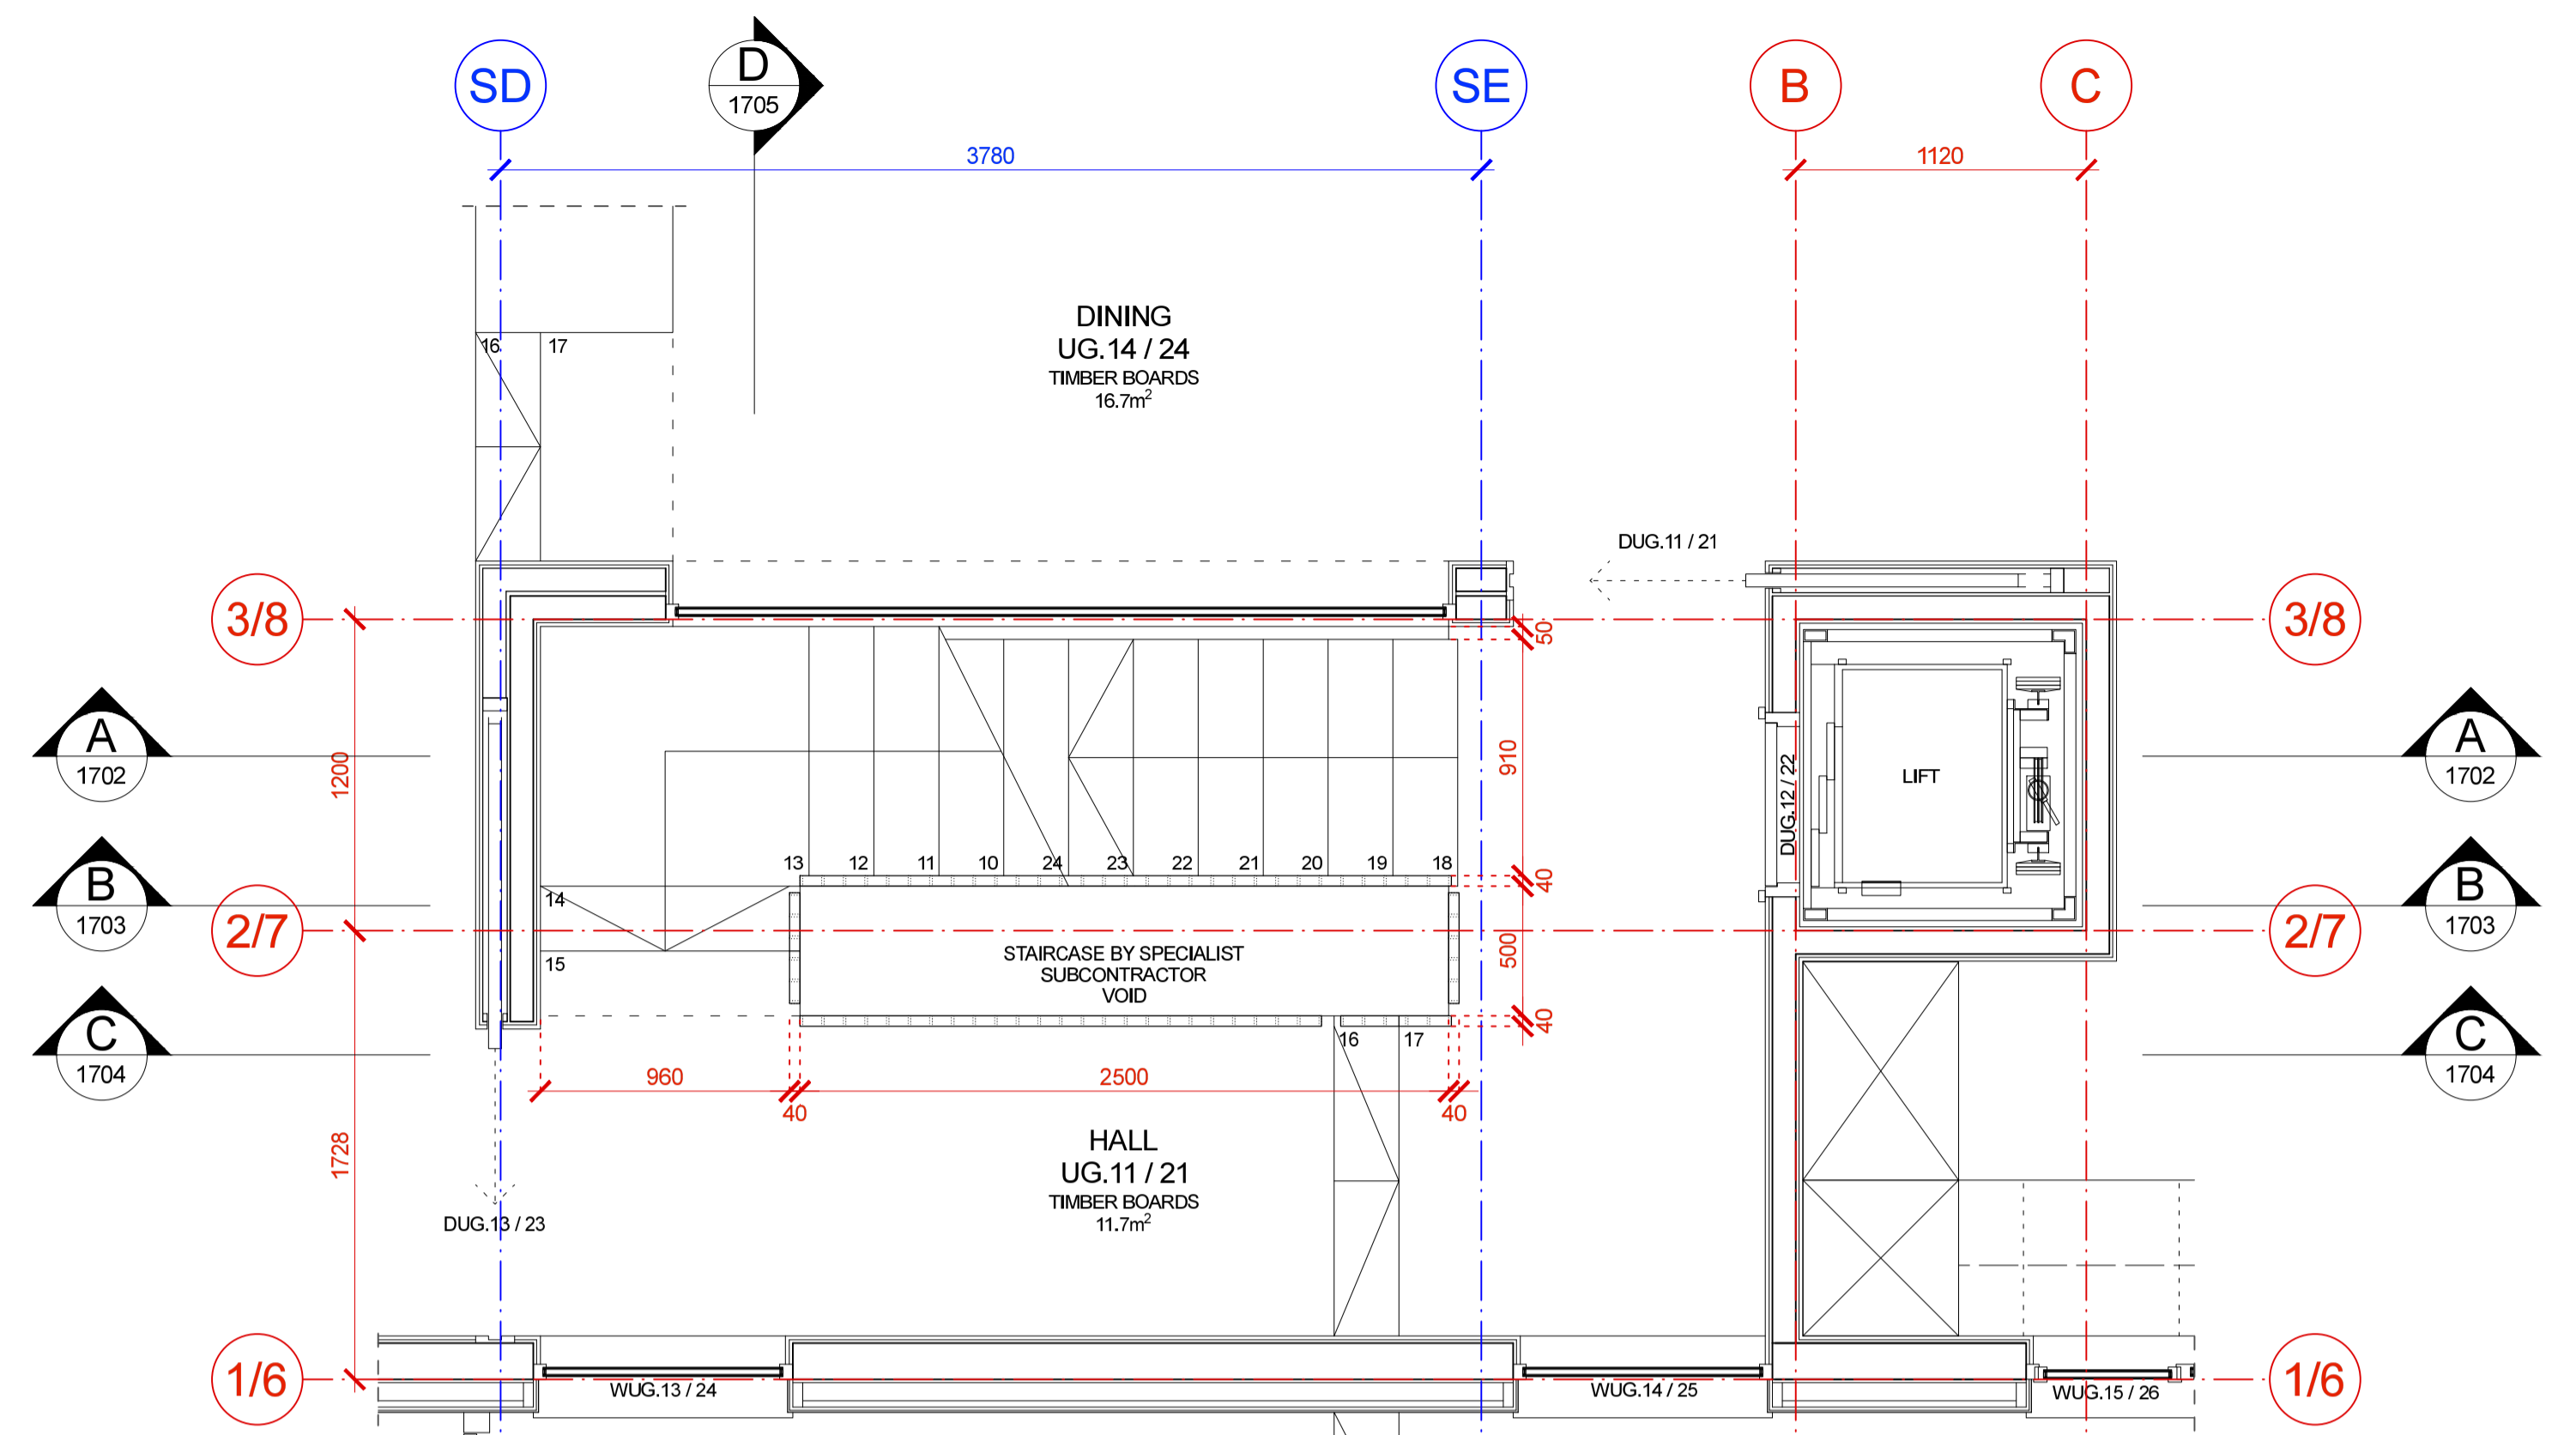 SD
D
1705
SE
B
C
3780
1120
DINING
UG.14 / 24
TIMBER BOARDS
16.7m²
16
17
DUG.11 / 21
3/8
3/8
50
A
1702
1200
910
DUG.12 / 22
LIFT
A
1702
13
12
11
10
24
23
22
21
20
19
18
40
B
1703
14
B
1703
2/7
2/7
15
STAIRCASE BY SPECIALIST
SUBCONTRACTOR
VOID
500
C
1704
16
17
40
C
1704
960
40
2500
40
HALL
UG.11 / 21
TIMBER BOARDS
11.7m²
1728
DUG.13 / 23
1/6
WUG.13 / 24
WUG.14 / 25
WUG.15 / 26
1/6